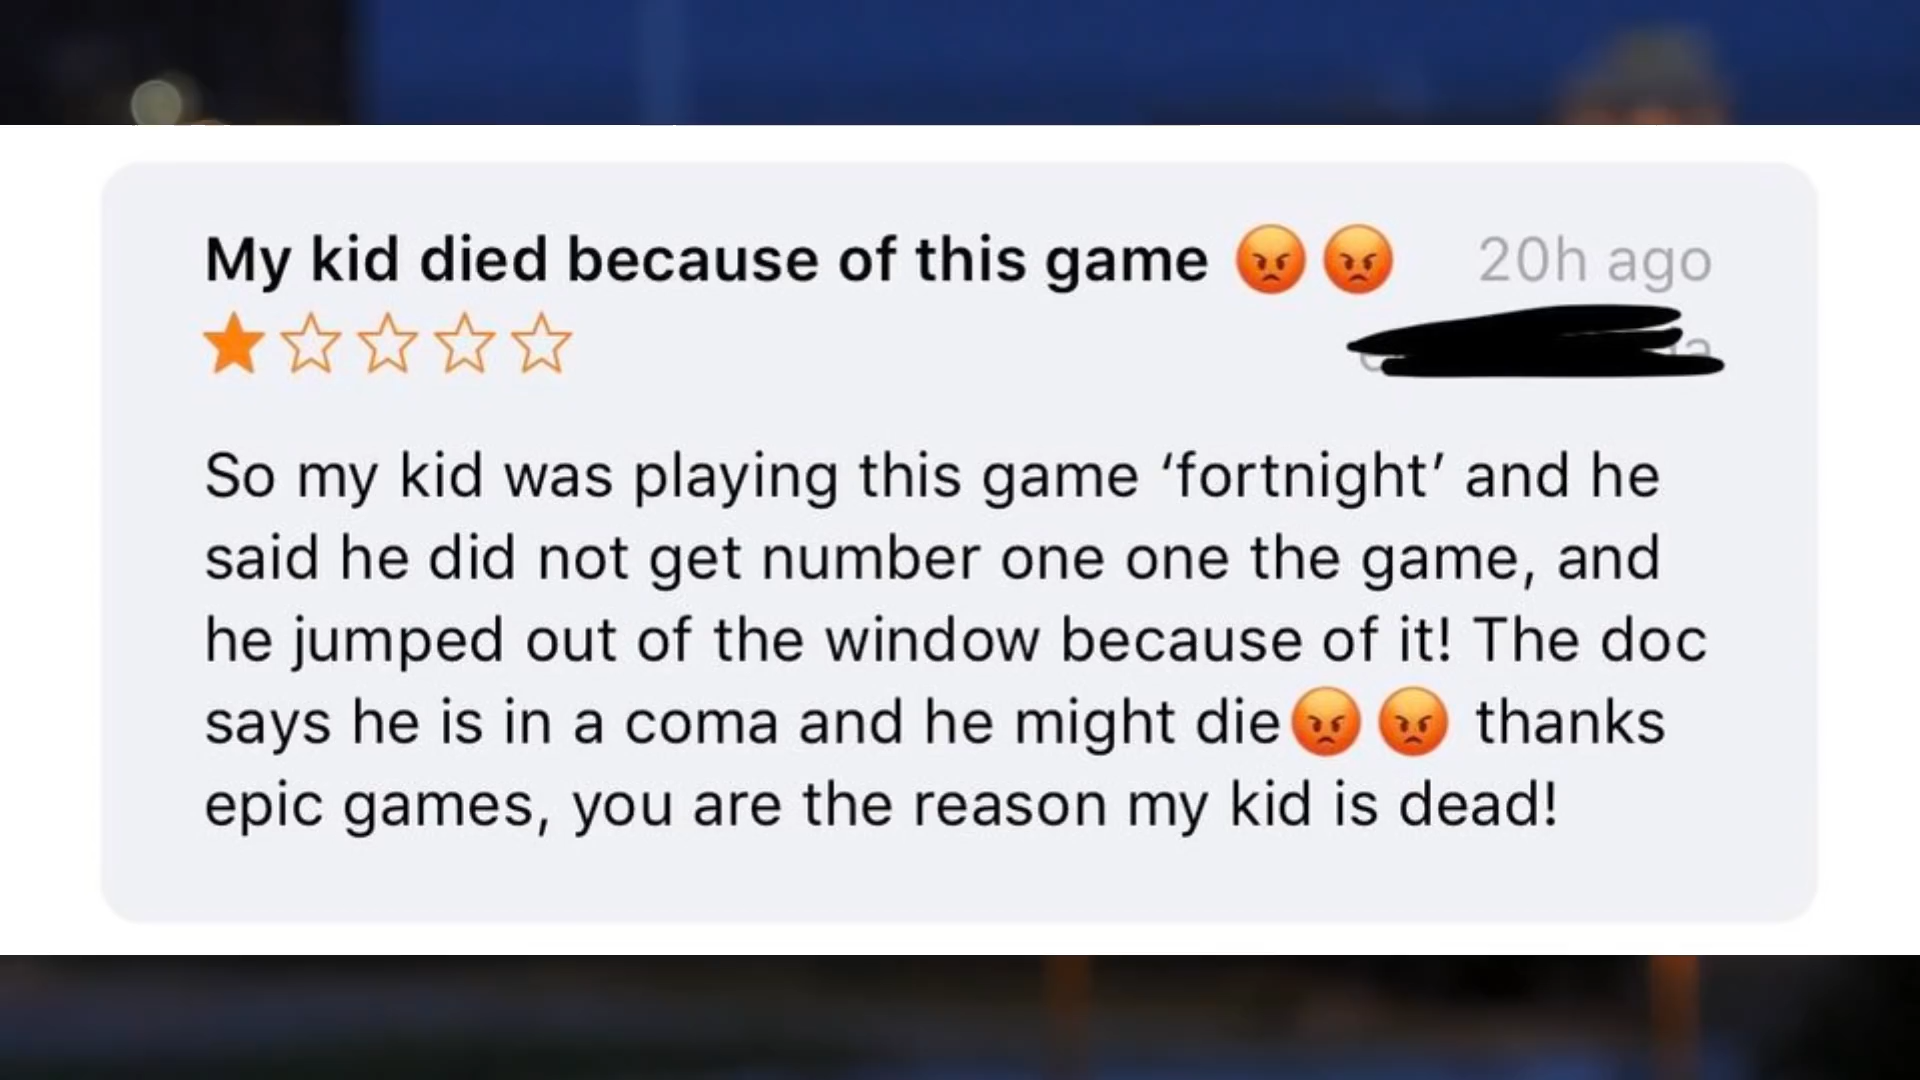 My kid died because of this game 😡😡 20h ago
So my kid was playing this game ‘fortnight’ and he
said he did not get number one one the game, and
he jumped out of the window because of it! The doc
says he is in a coma and he might die😡😡 thanks
epic games, you are the reason my kid is dead!